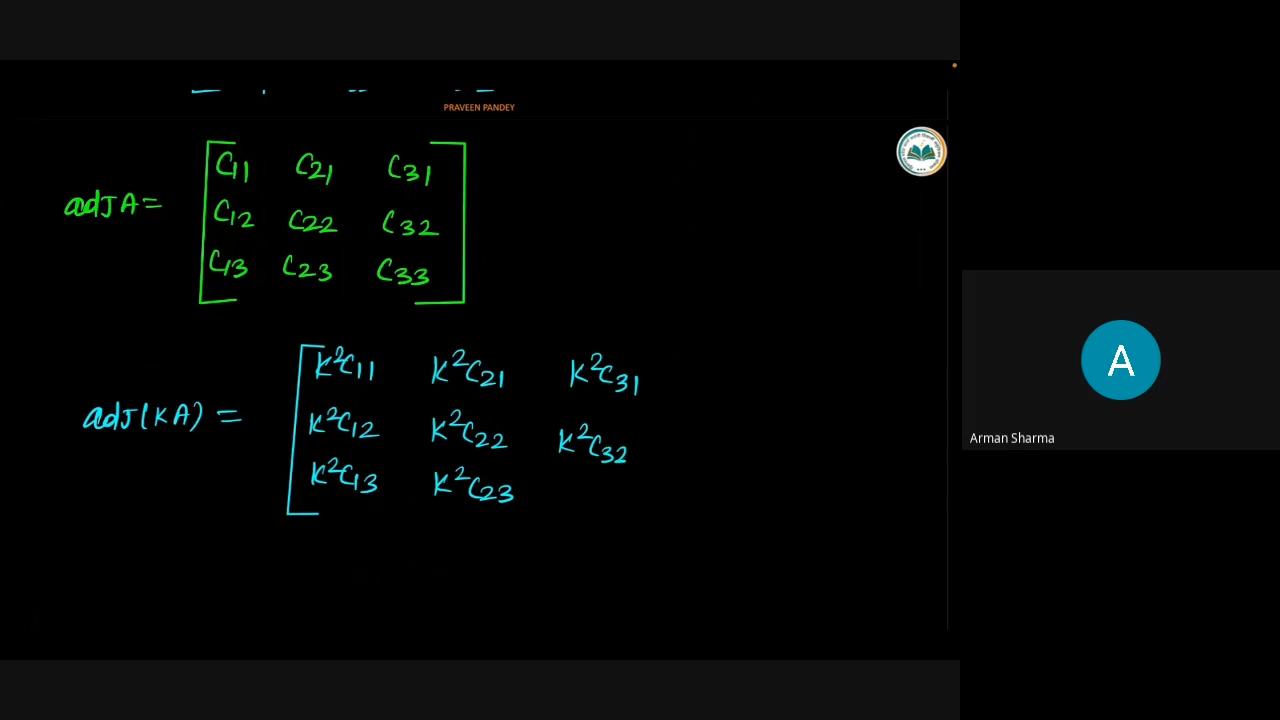 PRAVEEN PANDEY
C11 C21 C31
adJA =
C12 C22 C32
C13 C23 C33
K²C11 K²C21 K²C31
adJ(KA) =
K²C12 K²C22 K²C32
K²C13 K²C23
A
Arman Sharma